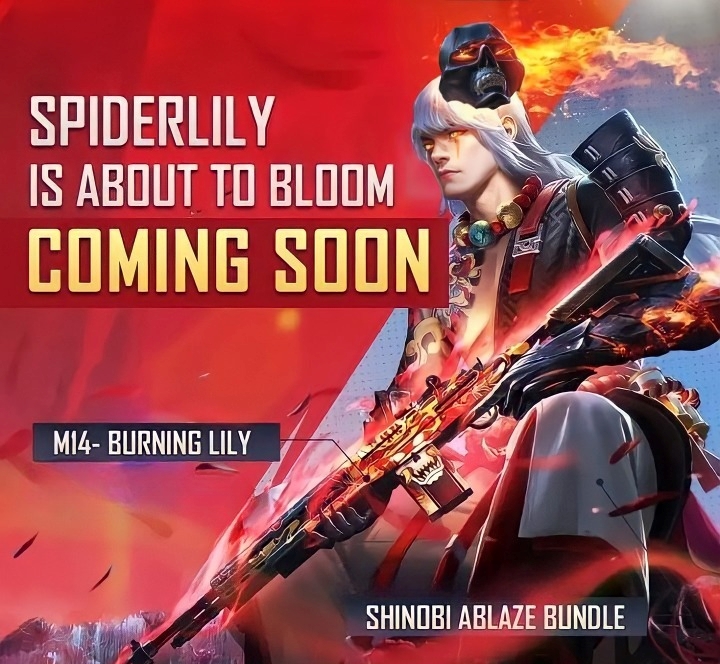 SPIDERLILY
IS ABOUT TO BLOOM
COMING SOON
M14- BURNING LILY
SHINOBI ABLAZE BUNDLE